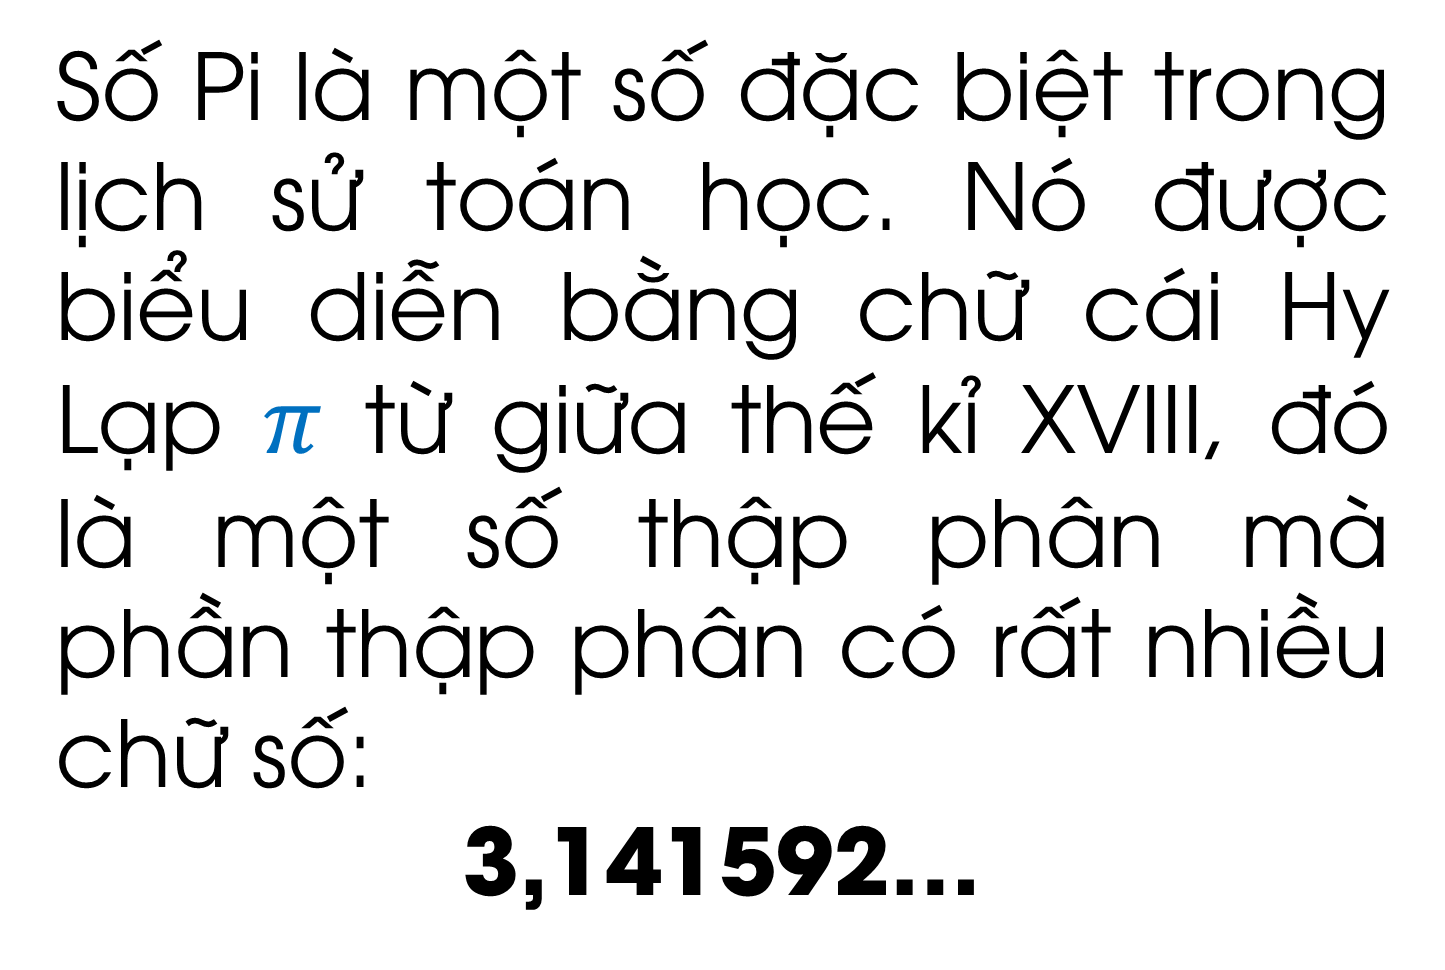 Số Pi là một số đặc biệt trong
lịch sử toán học. Nó được
biểu diễn bằng chữ cái Hy
Lạp π từ giữa thế kỉ XVIII, đó
là một số thập phân mà
phần thập phân có rất nhiều
chữ số:
3,141592...